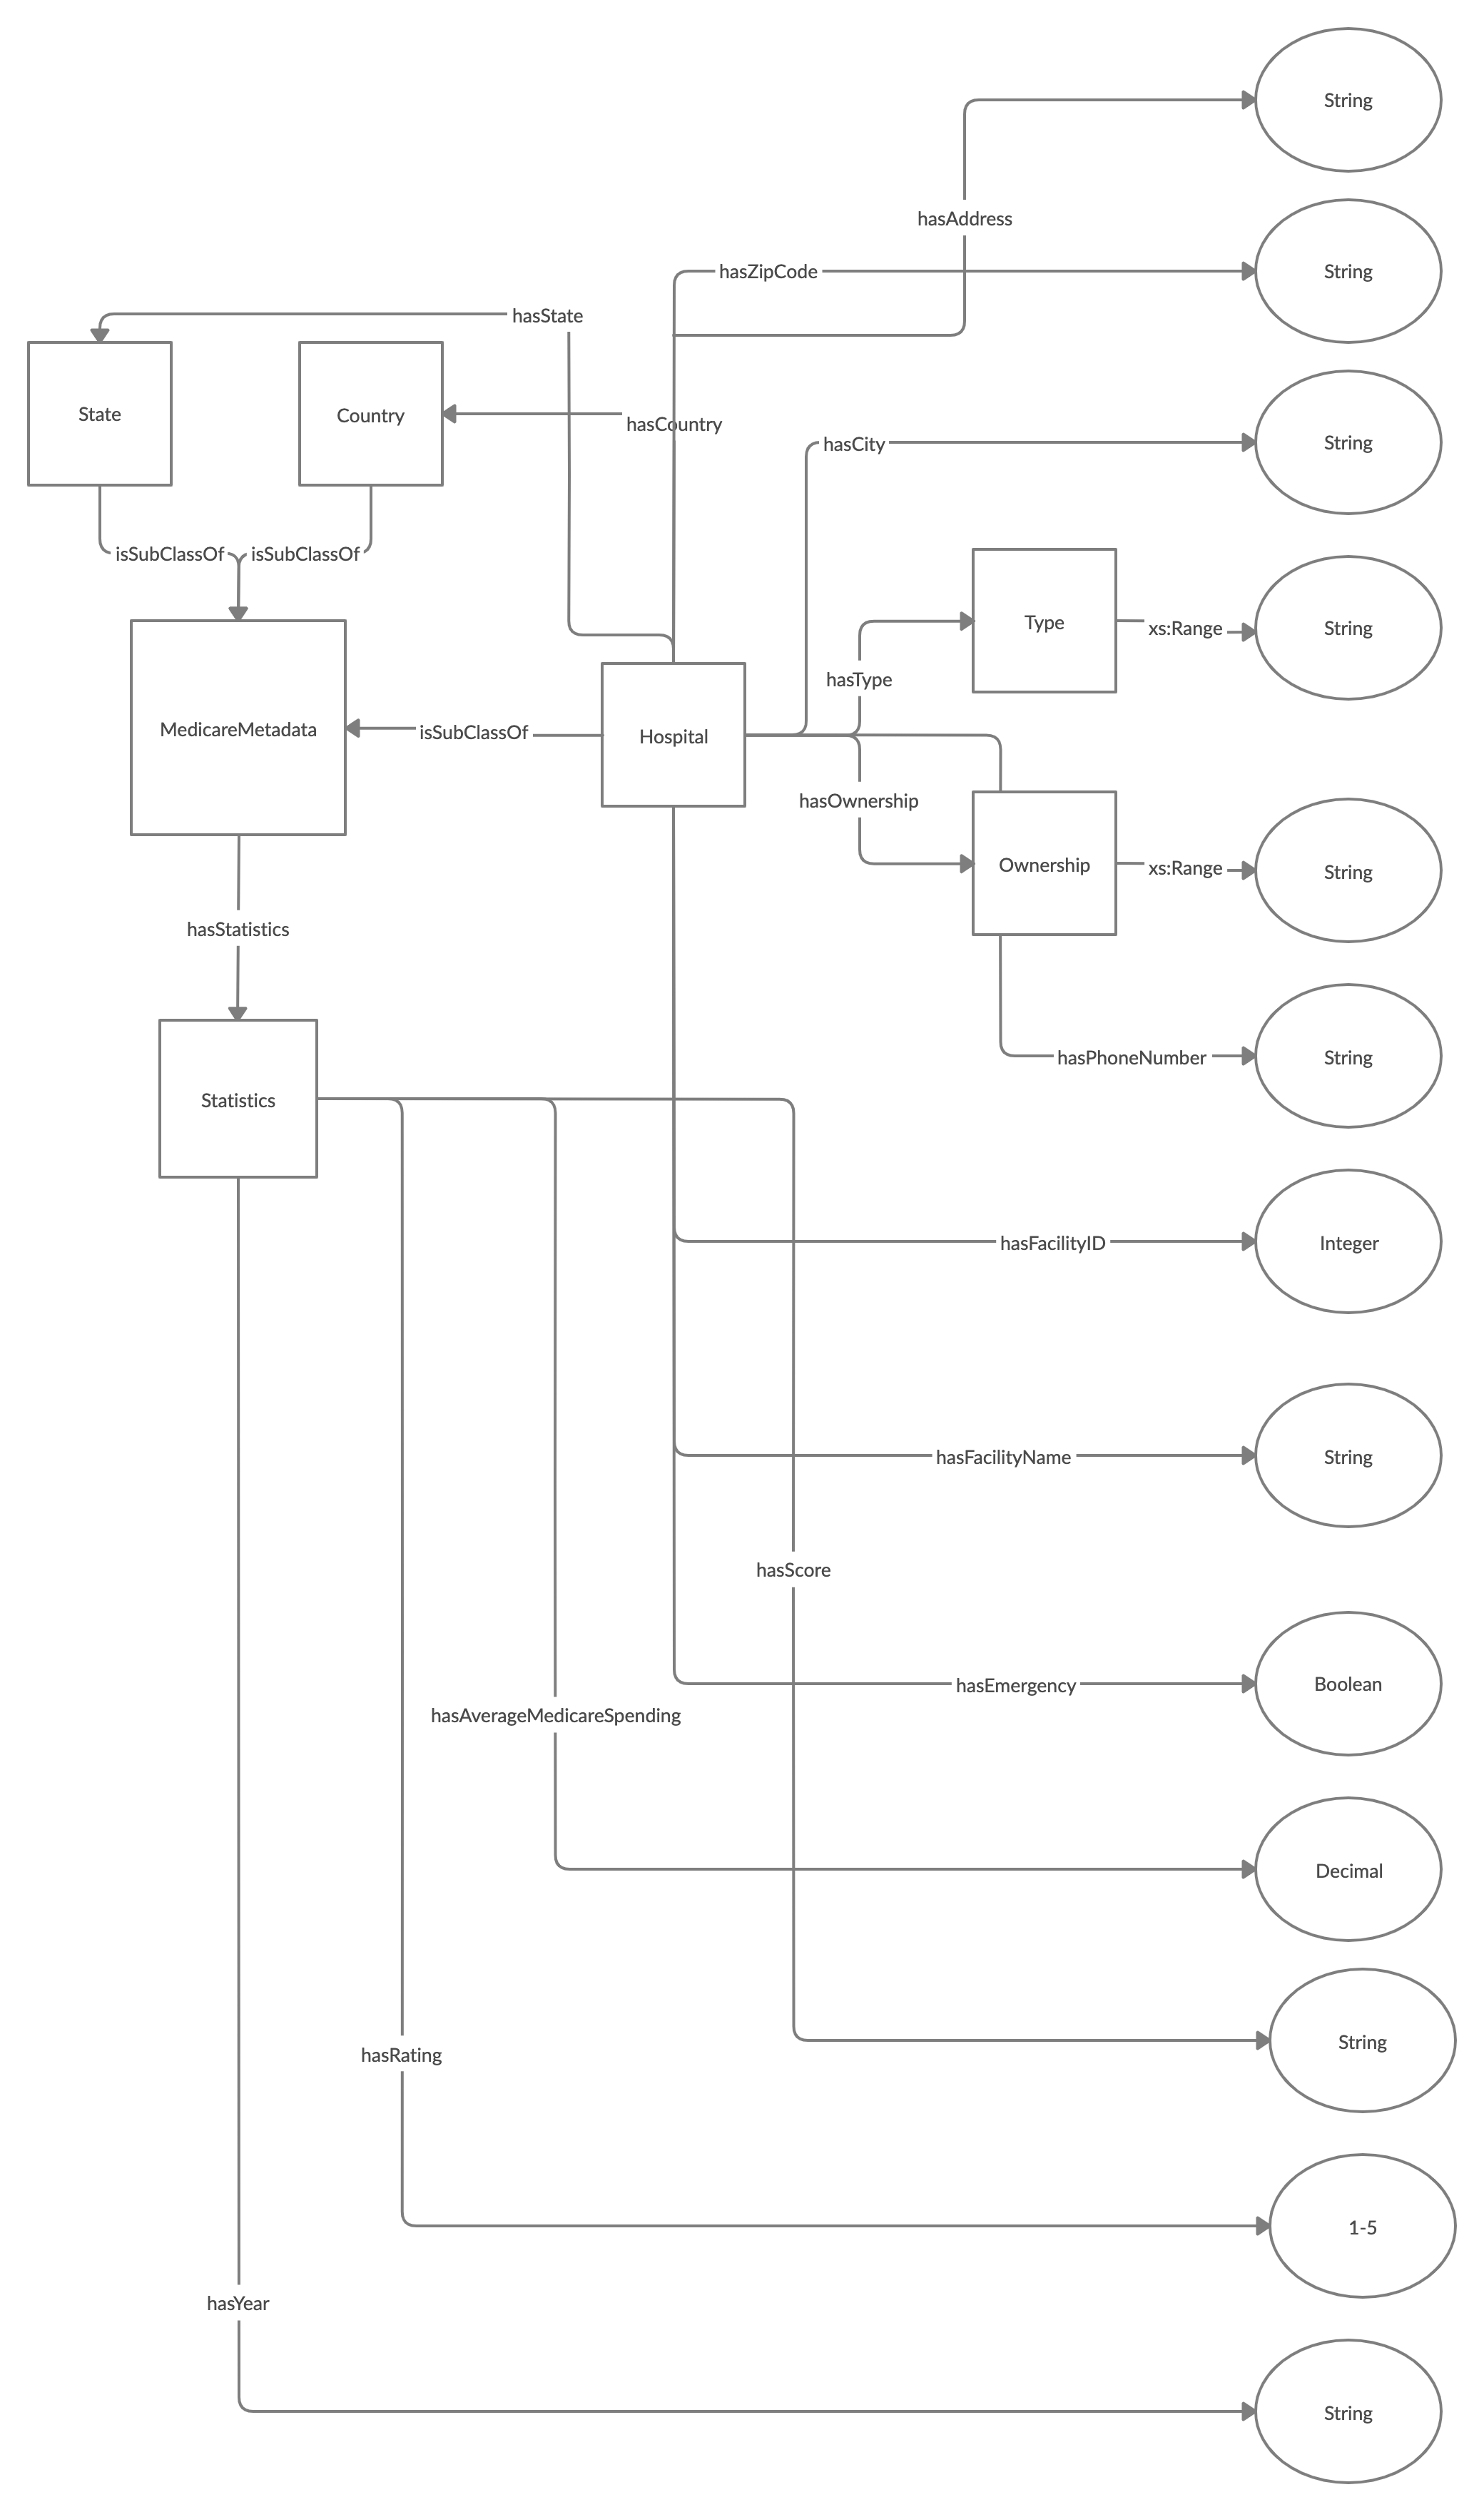 String
hasAddress
hasZipCode
String
hasState
State
Country
hasCountry
hasCity
String
isSubClassOf
isSubClassOf
Type
xs:Range
String
hasType
MedicareMetadata
isSubClassOf
Hospital
hasOwnership
Ownership
xs:Range
String
hasStatistics
hasPhoneNumber
String
Statistics
hasFacilityID
Integer
hasFacilityName
String
hasScore
hasEmergency
Boolean
hasAverageMedicareSpending
Decimal
String
hasRating
1-5
hasYear
String